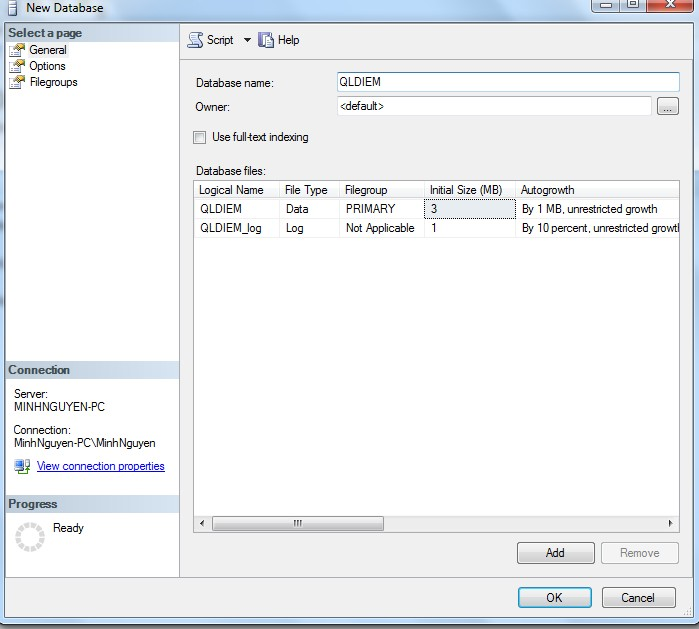 New Database
Select a page
General
Options
Filegroups
Script Help
Database name: QLDIEM
Owner: <default> ...
Use full-text indexing
Database files:
Logical Name File Type Filegroup Initial Size (MB) Autogrowth
QLDIEM Data PRIMARY 3 By 1 MB, unrestricted growth
QLDIEM_log Log Not Applicable 1 By 10 percent, unrestricted growth
Connection
Server:
MINHNGUYEN-PC
Connection:
MinhNguyen-PC\MinhNguyen
View connection properties
Progress
Ready
Add Remove
OK Cancel